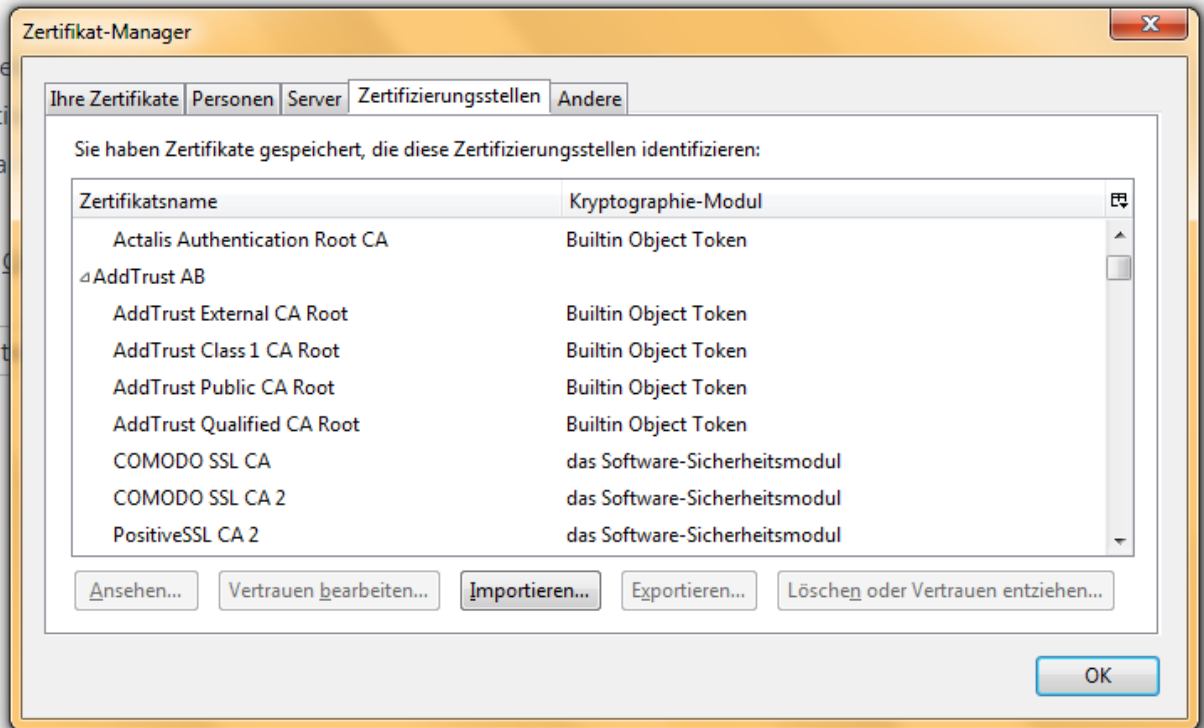 Zertifikat-Manager
Ihre Zertifikate Personen Server Zertifizierungsstellen Andere
Sie haben Zertifikate gespeichert, die diese Zertifizierungsstellen identifizieren:
Zertifikatsname Kryptographie-Modul
Actalis Authentication Root CA Builtin Object Token
AddTrust AB
AddTrust External CA Root Builtin Object Token
AddTrust Class 1 CA Root Builtin Object Token
AddTrust Public CA Root Builtin Object Token
AddTrust Qualified CA Root Builtin Object Token
COMODO SSL CA das Software-Sicherheitsmodul
COMODO SSL CA 2 das Software-Sicherheitsmodul
PositiveSSL CA 2 das Software-Sicherheitsmodul
Ansehen... Vertrauen bearbeiten... Importieren... Exportieren... Löschen oder Vertrauen entziehen...
OK